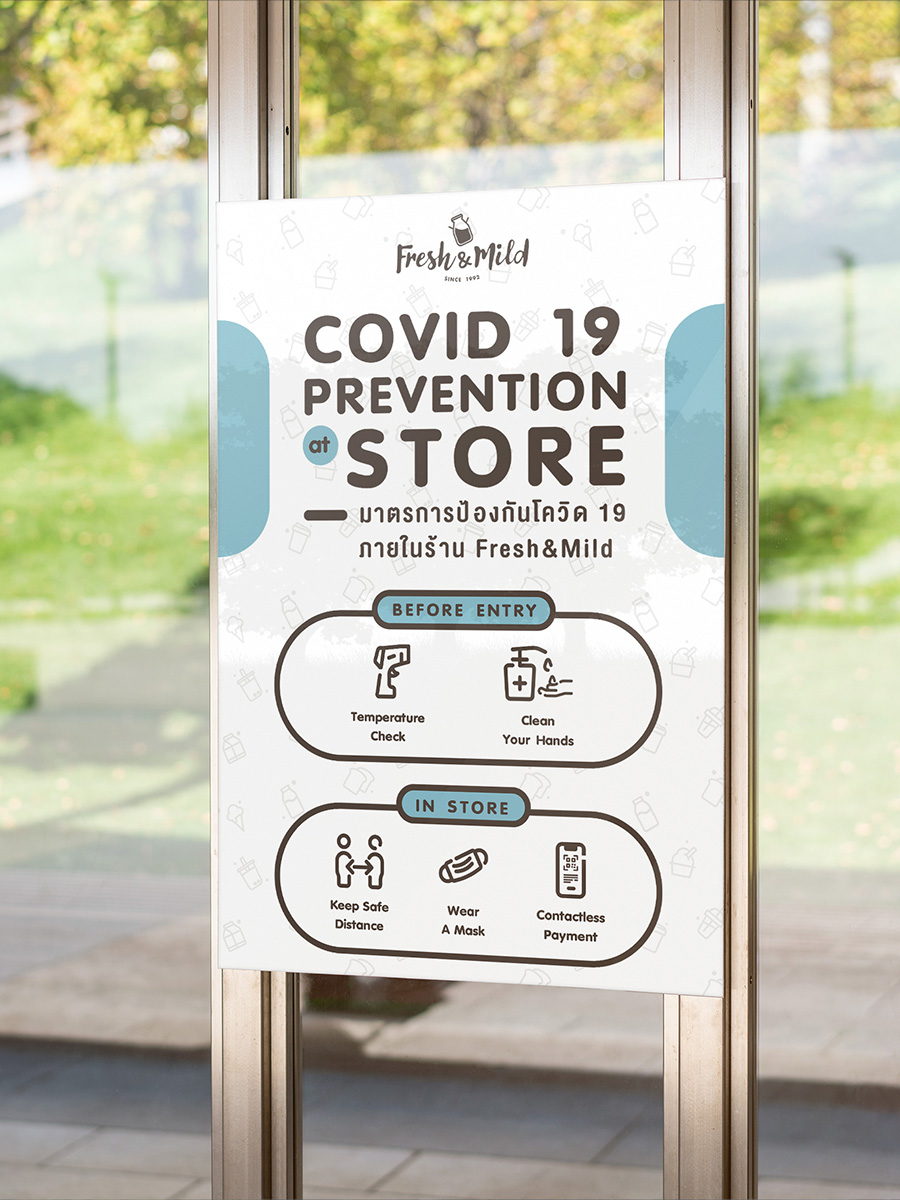 Fresh & Mild
SINCE 1992
COVID 19
PREVENTION
at STORE
มาตรการป้องกันโควิด 19
ภายในร้าน Fresh&Mild
BEFORE ENTRY
Temperature
Check
Clean
Your Hands
IN STORE
Keep Safe
Distance
Wear
A Mask
Contactless
Payment